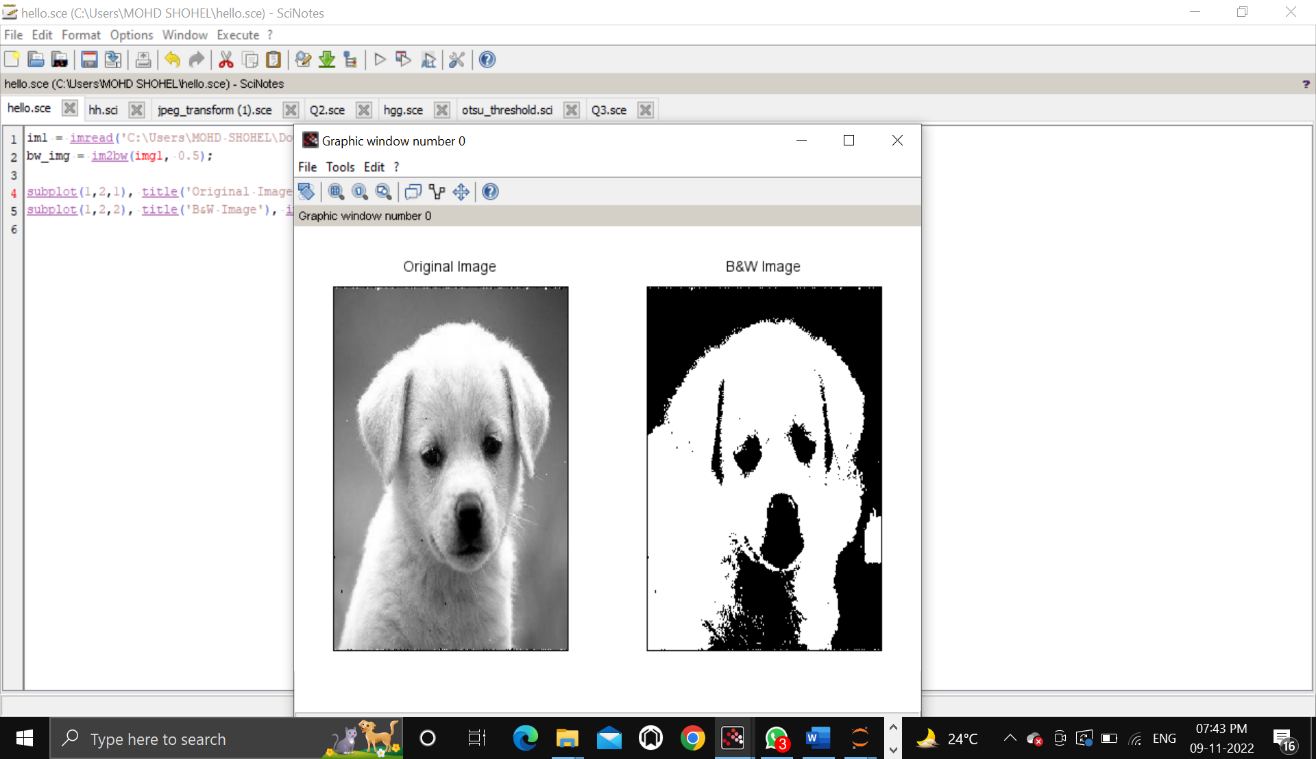 hello.sce (C:\Users\MOHD SHOHEL\hello.sce) - SciNotes
File Edit Format Options Window Execute ?
hello.sce (C:\Users\MOHD SHOHEL\hello.sce) - SciNotes
?
hello.sce hh.sci jpeg_transform (1).sce Q2.sce hgg.sce otsu_threshold.sci Q3.sce
1 im1 = imread('C:\Users\MOHD SHOHEL\Do
2 bw_img = im2bw(img1, 0.5);
3
4 subplot(1,2,1), title('Original Image
5 subplot(1,2,2), title('B&W Image'), i
6
Graphic window number 0
File Tools Edit ?
Graphic window number 0
Original Image
B&W Image
Type here to search
3
W
24°C
ENG
07:43 PM
09-11-2022
16